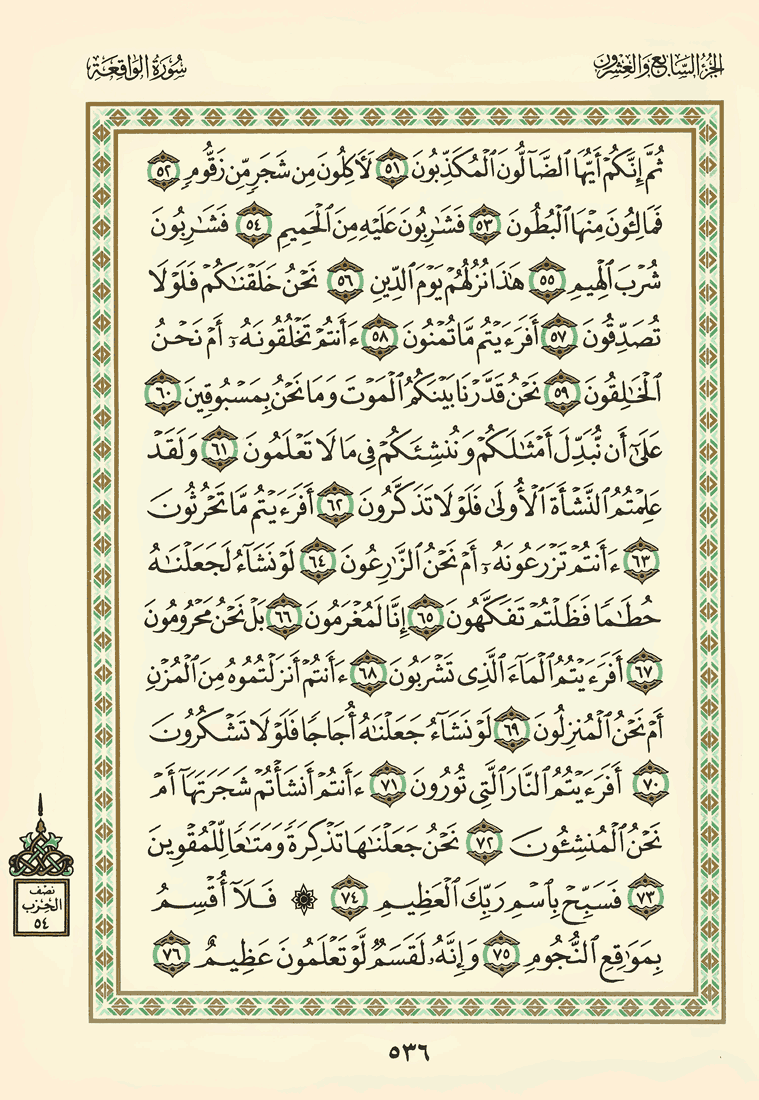 الجزء السابع والعشرون
سورة الواقعة
ثُمَّ إِنَّكُمْ أَيُّهَا ٱلضَّآلُّونَ ٱلْمُكَذِّبُونَ ٥١ لَأَكِلُونَ مِن شَجَرٍ مِّن زَقُّومٍ ٥٢
فَمَالِـُٔونَ مِنْهَا ٱلْبُطُونَ ٥٣ فَشَـٰرِبُونَ عَلَيْهِ مِنَ ٱلْحَمِيمِ ٥٤ فَشَـٰرِبُونَ
شُرْبَ ٱلْهِيمِ ٥٥ هَـٰذَا نُزُلُهُمْ يَوْمَ ٱلدِّينِ ٥٦ نَحْنُ خَلَقْنَـٰكُمْ فَلَوْلَا
تُصَدِّقُونَ ٥٧ أَفَرَءَيْتُم مَّا تُمْنُونَ ٥٨ ءَأَنتُمْ تَخْلُقُونَهُۥٓ أَمْ نَحْنُ
ٱلْخَـٰلِقُونَ ٥٩ نَحْنُ قَدَّرْنَا بَيْنَكُمُ ٱلْمَوْتَ وَمَا نَحْنُ بِمَسْبُوقِينَ ٦٠
عَلَىٰٓ أَن نُّبَدِّلَ أَمْثَـٰلَكُمْ وَنُنشِئَكُمْ فِى مَا لَا تَعْلَمُونَ ٦١ وَلَقَدْ
عَلِمْتُمُ ٱلنَّشْأَةَ ٱلْأُولَىٰ فَلَوْلَا تَذَكَّرُونَ ٦٢ أَفَرَءَيْتُم مَّا تَحْرُثُونَ
٦٣ ءَأَنتُمْ تَزْرَعُونَهُۥٓ أَمْ نَحْنُ ٱلزَّٰرِعُونَ ٦٤ لَوْ نَشَآءُ لَجَعَلْنَـٰهُ
حُطَـٰمًا فَظَلْتُمْ تَفَكَّهُونَ ٦٥ إِنَّا لَمُغْرَمُونَ ٦٦ بَلْ نَحْنُ مَحْرُومُونَ
٦٧ أَفَرَءَيْتُمُ ٱلْمَآءَ ٱلَّذِى تَشْرَبُونَ ٦٨ ءَأَنتُمْ أَنزَلْتُمُوهُ مِنَ ٱلْمُزْنِ
أَمْ نَحْنُ ٱلْمُنزِلُونَ ٦٩ لَوْ نَشَآءُ جَعَلْنَـٰهُ أُجَاجًا فَلَوْلَا تَشْكُرُونَ
٧٠ أَفَرَءَيْتُمُ ٱلنَّارَ ٱلَّتِى تُورُونَ ٧١ ءَأَنتُمْ أَنشَأْتُمْ شَجَرَتَهَآ أَمْ
نَحْنُ ٱلْمُنشِـُٔونَ ٧٢ نَحْنُ جَعَلْنَـٰهَا تَذْكِرَةً وَمَتَـٰعًا لِّلْمُقْوِينَ
٧٣ فَسَبِّحْ بِٱسْمِ رَبِّكَ ٱلْعَظِيمِ ٧٤ ۞ فَلَآ أُقْسِمُ
بِمَوَٰقِعِ ٱلنُّجُومِ ٧٥ وَإِنَّهُۥ لَقَسَمٌ لَّوْ تَعْلَمُونَ عَظِيمٌ ٧٦
نصف
الحزب
٥٤
٥٣٦